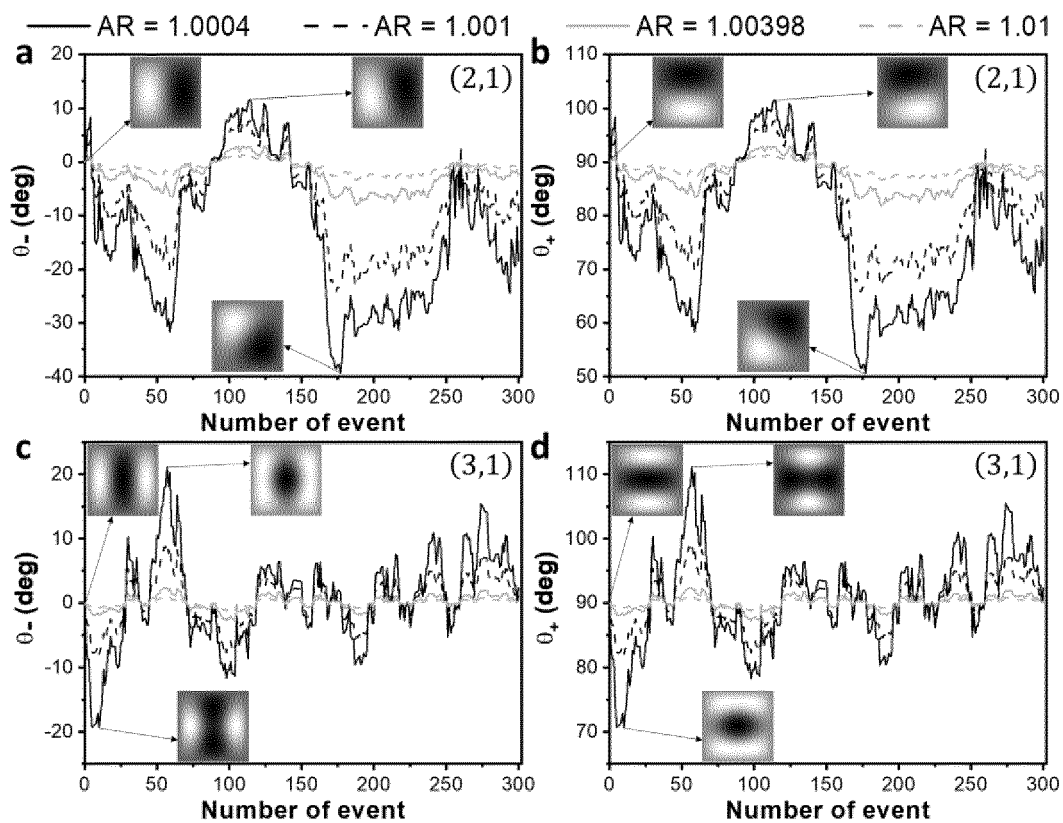 AR = 1.0004 AR = 1.001 AR = 1.00398 AR = 1.01
a
(2,1)
20
10
0
-10
-20
-30
-40
θ₋ (deg)
0 50 100 150 200 250 300
Number of event
b
(2,1)
110
100
90
80
70
60
50
θ₊ (deg)
0 50 100 150 200 250 300
Number of event
c
(3,1)
20
10
0
-10
-20
θ₋ (deg)
0 50 100 150 200 250 300
Number of event
d
(3,1)
110
100
90
80
70
θ₊ (deg)
0 50 100 150 200 250 300
Number of event